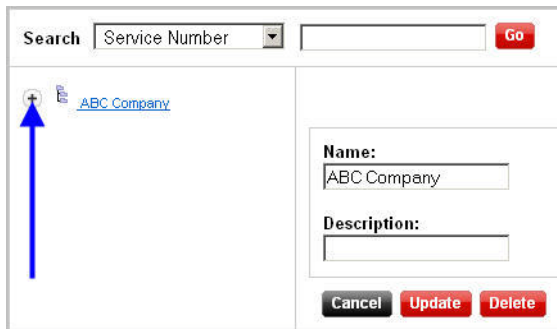 Search Service Number Go
ABC Company
Name:
ABC Company
Description:
Cancel Update Delete